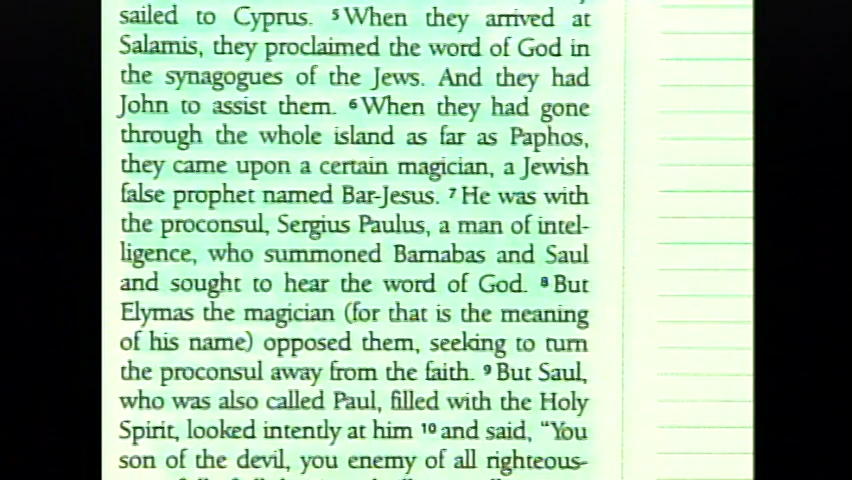 sailed to Cyprus. 5 When they arrived at
Salamis, they proclaimed the word of God in
the synagogues of the Jews. And they had
John to assist them. 6 When they had gone
through the whole island as far as Paphos,
they came upon a certain magician, a Jewish
false prophet named Bar-Jesus. 7 He was with
the proconsul, Sergius Paulus, a man of intel-
ligence, who summoned Barnabas and Saul
and sought to hear the word of God. 8 But
Elymas the magician (for that is the meaning
of his name) opposed them, seeking to turn
the proconsul away from the faith. 9 But Saul,
who was also called Paul, filled with the Holy
Spirit, looked intently at him 10 and said, “You
son of the devil, you enemy of all righteous-